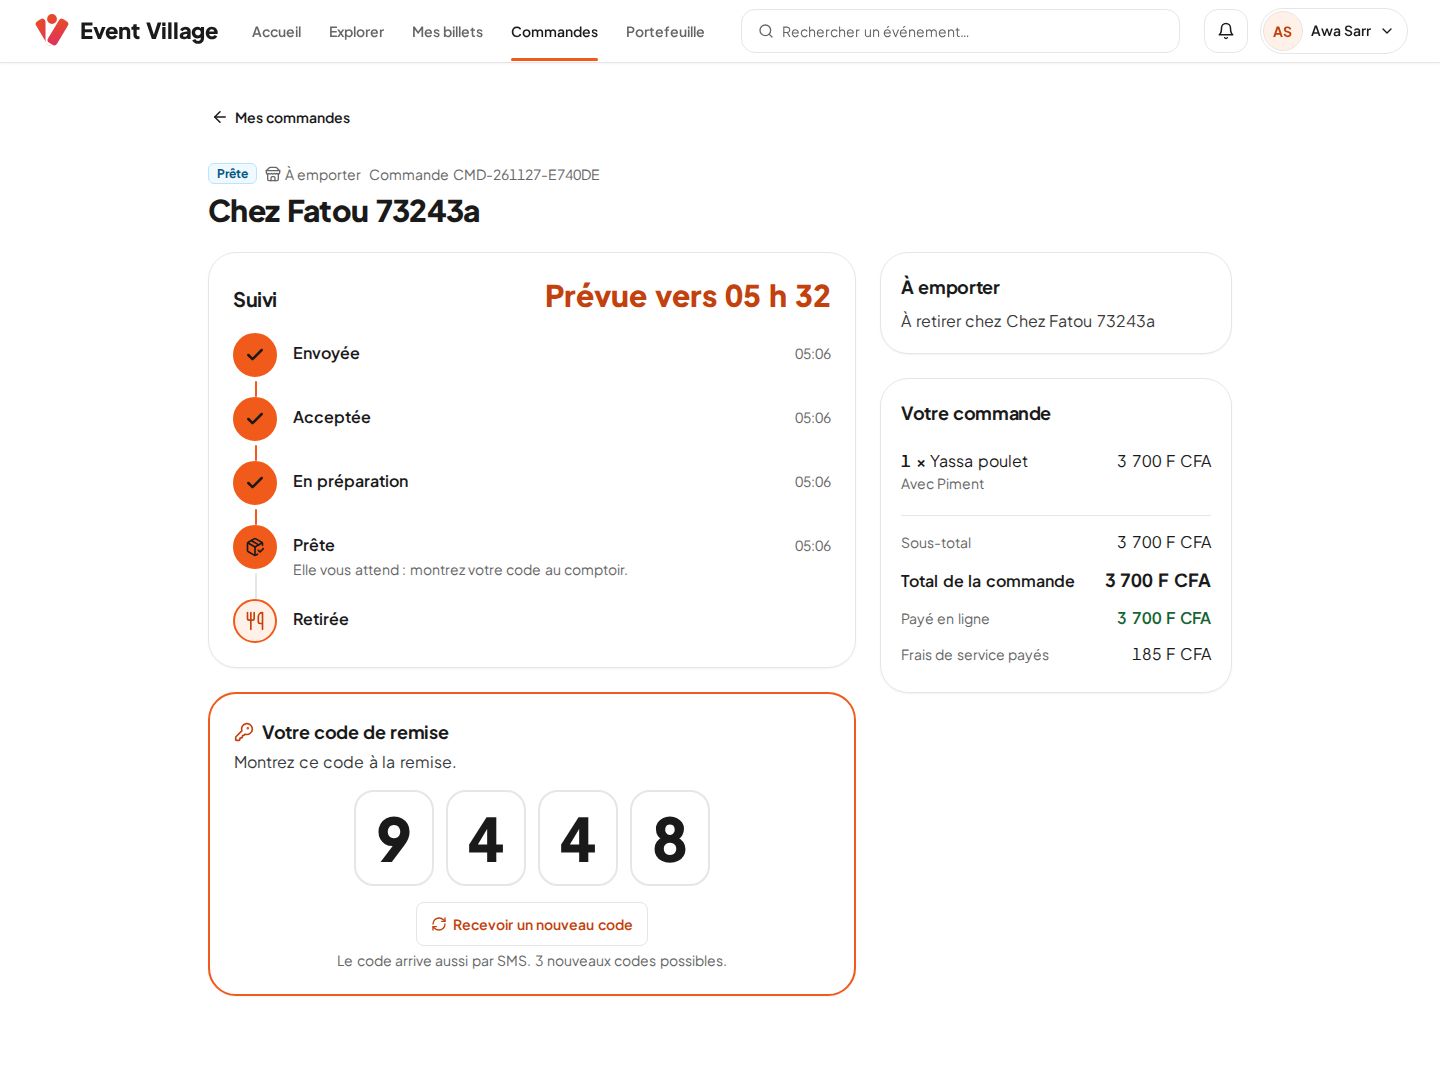 Event Village
Accueil
Explorer
Mes billets
Commandes
Portefeuille
Rechercher un événement…
AS
Awa Sarr
Mes commandes
Prête
À emporter
Commande CMD-261127-E740DE
Chez Fatou 73243a
Suivi
Prévue vers 05 h 32
Envoyée
05:06
Acceptée
05:06
En préparation
05:06
Prête
05:06
Elle vous attend : montrez votre code au comptoir.
Retirée
Votre code de remise
Montrez ce code à la remise.
9 4 4 8
Recevoir un nouveau code
Le code arrive aussi par SMS. 3 nouveaux codes possibles.
À emporter
À retirer chez Chez Fatou 73243a
Votre commande
1 × Yassa poulet
3 700 F CFA
Avec Piment
Sous-total
3 700 F CFA
Total de la commande
3 700 F CFA
Payé en ligne
3 700 F CFA
Frais de service payés
185 F CFA